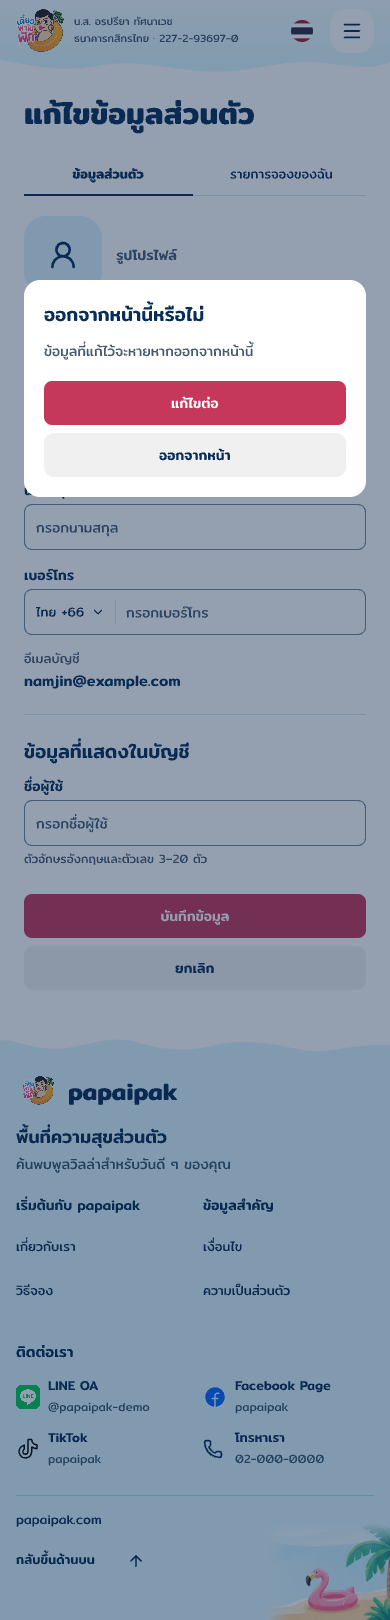 น.ส. อรปรียา ทัศนาเวช
ธนาคารกสิกรไทย · 227-2-93697-0
แก้ไขข้อมูลส่วนตัว
ข้อมูลส่วนตัว
รายการจองของฉัน
รูปโปรไฟล์
ออกจากหน้านี้หรือไม่
ข้อมูลที่แก้ไว้จะหายหากออกจากหน้านี้
แก้ไขต่อ
ออกจากหน้า
กรอกนามสกุล
เบอร์โทร
ไทย +66
กรอกเบอร์โทร
อีเมลบัญชี
namjin@example.com
ข้อมูลที่แสดงในบัญชี
ชื่อผู้ใช้
กรอกชื่อผู้ใช้
ตัวอักษรอังกฤษและตัวเลข 3–20 ตัว
บันทึกข้อมูล
ยกเลิก
papaipak
พื้นที่ความสุขส่วนตัว
ค้นพบพูลวิลล่าสำหรับวันดี ๆ ของคุณ
เริ่มต้นกับ papaipak
ข้อมูลสำคัญ
เกี่ยวกับเรา
เงื่อนไข
วิธีจอง
ความเป็นส่วนตัว
ติดต่อเรา
LINE OA
@papaipak-demo
Facebook Page
papaipak
TikTok
papaipak
โทรหาเรา
02-000-0000
papaipak.com
กลับขึ้นด้านบน